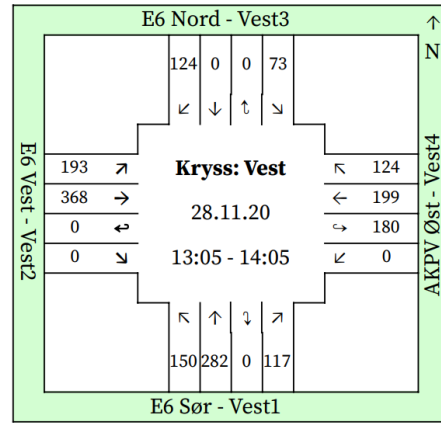 E6 Nord - Vest3
N
124 0 0 73
E6 Vest - Vest2
193
368
0
0
Kryss: Vest
28.11.20
13:05 - 14:05
124
199
180
0
AKPV Øst - Vest4
150 282 0 117
E6 Sør - Vest1